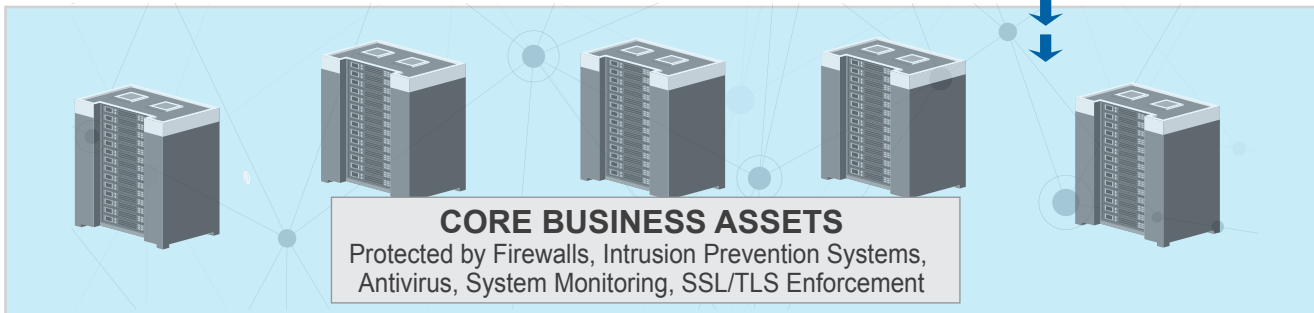 CORE BUSINESS ASSETS
Protected by Firewalls, Intrusion Prevention Systems,
Antivirus, System Monitoring, SSL/TLS Enforcement